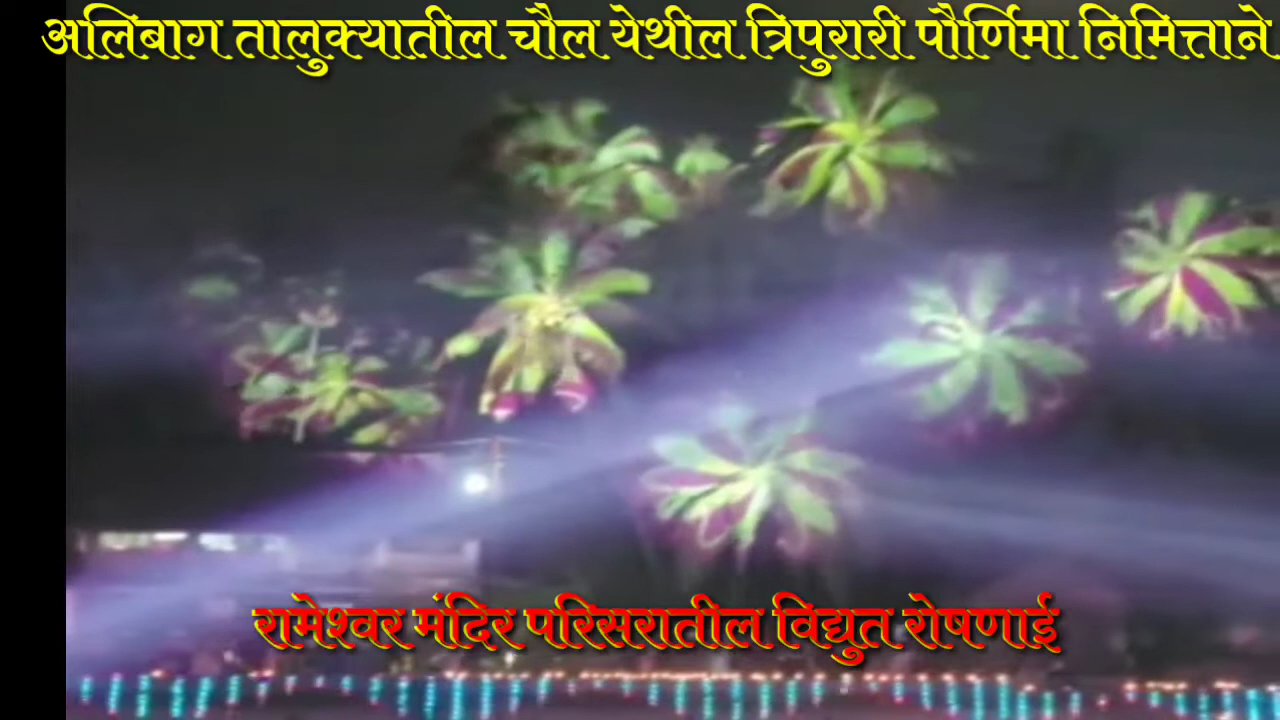 अलिबाग तालुक्यातील चौल येथील त्रिपुरारी पौर्णिमा निमित्ताने
रामेश्वर मंदिर परिसरातील विद्युत रोषणाई